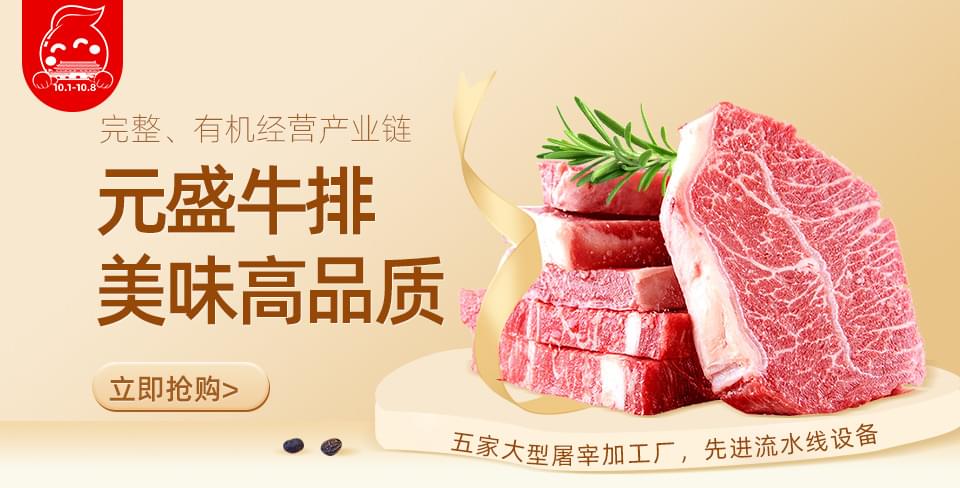 10.1-10.8
完整、有机经营产业链
元盛牛排
美味高品质
立即抢购>
五家大型屠宰加工厂，先进流水线设备